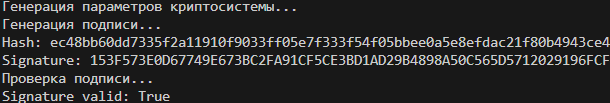 Генерация параметров криптосистемы...
Генерация подписи...
Hash: ec48bb60dd7335f2a11910f9033ff05e7f333f54f05bbee0a5e8efdac21f80b4943ce4
Signature: 153F573E0D67749E673BC2FA91CF5CE3BD1AD29B4898A50C565D5712029196FCF
Проверка подписи...
Signature valid: True